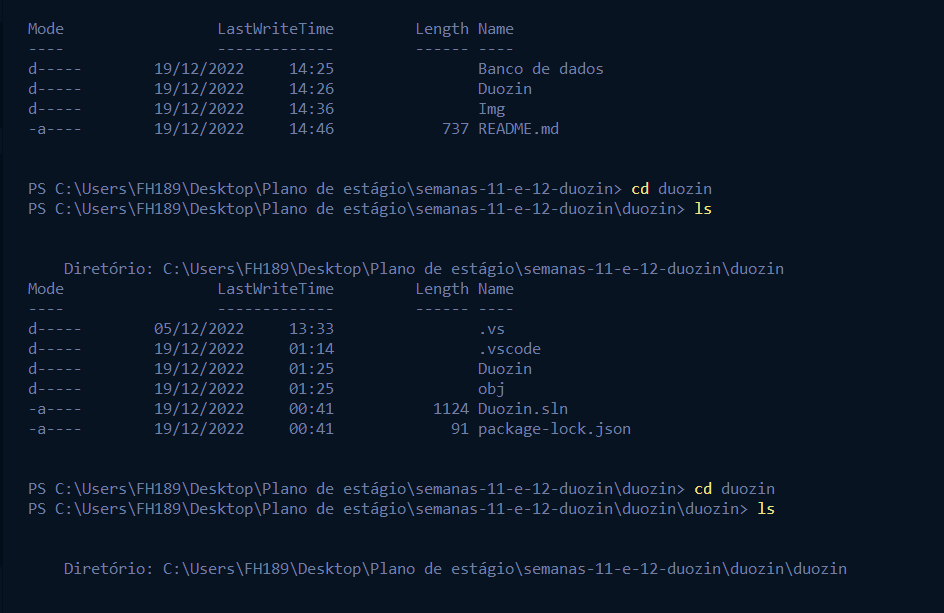 Mode                 LastWriteTime         Length Name
----                 -------------         ------ ----
d-----        19/12/2022     14:25                Banco de dados
d-----        19/12/2022     14:26                Duozin
d-----        19/12/2022     14:36                Img
-a----        19/12/2022     14:46            737 README.md
PS C:\Users\FH189\Desktop\Plano de estágio\semanas-11-e-12-duozin> cd duozin
PS C:\Users\FH189\Desktop\Plano de estágio\semanas-11-e-12-duozin\duozin> ls
    Diretório: C:\Users\FH189\Desktop\Plano de estágio\semanas-11-e-12-duozin\duozin
Mode                 LastWriteTime         Length Name
----                 -------------         ------ ----
d-----        05/12/2022     13:33                .vs
d-----        19/12/2022     01:14                .vscode
d-----        19/12/2022     01:25                Duozin
d-----        19/12/2022     01:25                obj
-a----        19/12/2022     00:41           1124 Duozin.sln
-a----        19/12/2022     00:41             91 package-lock.json
PS C:\Users\FH189\Desktop\Plano de estágio\semanas-11-e-12-duozin\duozin> cd duozin
PS C:\Users\FH189\Desktop\Plano de estágio\semanas-11-e-12-duozin\duozin\duozin> ls
    Diretório: C:\Users\FH189\Desktop\Plano de estágio\semanas-11-e-12-duozin\duozin\duozin